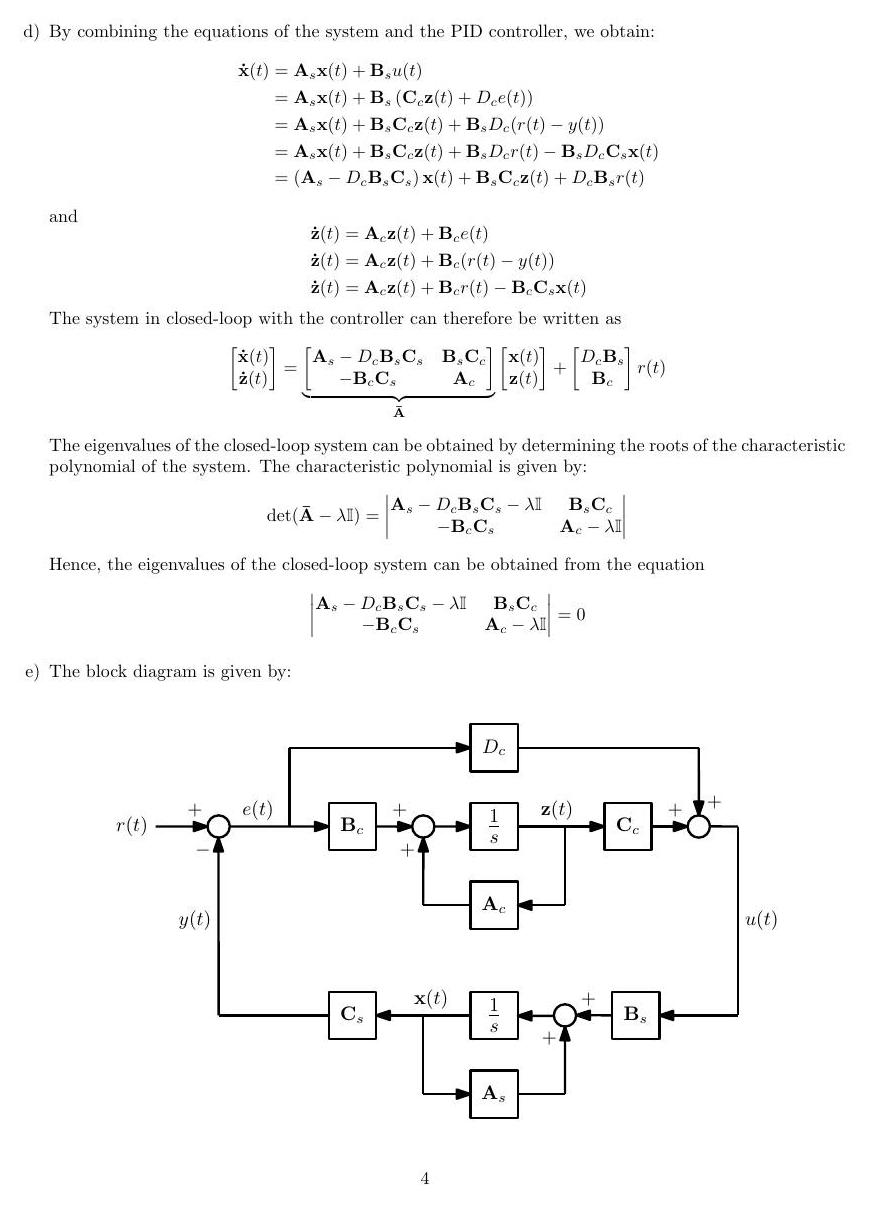 d) By combining the equations of the system and the PID controller, we obtain:
ẋ(t) = A_s x(t) + B_s u(t)
= A_s x(t) + B_s (C_c z(t) + D_c e(t))
= A_s x(t) + B_s C_c z(t) + B_s D_c (r(t) − y(t))
= A_s x(t) + B_s C_c z(t) + B_s D_c r(t) − B_s D_c C_s x(t)
= (A_s − D_c B_s C_s) x(t) + B_s C_c z(t) + D_c B_s r(t)
and
ż(t) = A_c z(t) + B_c e(t)
ż(t) = A_c z(t) + B_c (r(t) − y(t))
ż(t) = A_c z(t) + B_c r(t) − B_c C_s x(t)
The system in closed-loop with the controller can therefore be written as
[ẋ(t)] = [A_s − D_c B_s C_s B_s C_c] [x(t)] + [D_c B_s] r(t)
[ż(t)] [−B_c C_s A_c] [z(t)] [B_c]
Ā
The eigenvalues of the closed-loop system can be obtained by determining the roots of the characteristic
polynomial of the system. The characteristic polynomial is given by:
det(Ā − λ𝕀) = |A_s − D_c B_s C_s − λ𝕀 B_s C_c|
|−B_c C_s A_c − λ𝕀|
Hence, the eigenvalues of the closed-loop system can be obtained from the equation
|A_s − D_c B_s C_s − λ𝕀 B_s C_c| = 0
|−B_c C_s A_c − λ𝕀|
e) The block diagram is given by:
D_c
r(t) + − e(t) B_c + + 1/s z(t) C_c + +
A_c
y(t) u(t)
C_s x(t) 1/s + + B_s
A_s
4